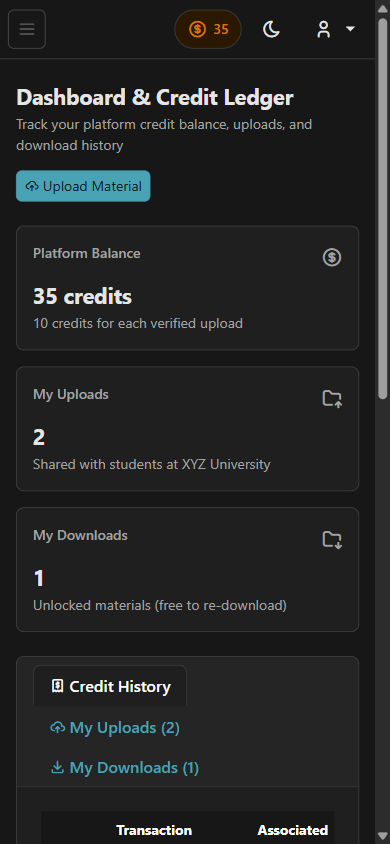 35
Dashboard & Credit Ledger
Track your platform credit balance, uploads, and
download history
Upload Material
Platform Balance
35 credits
10 credits for each verified upload
My Uploads
2
Shared with students at XYZ University
My Downloads
1
Unlocked materials (free to re-download)
Credit History
My Uploads (2)
My Downloads (1)
Transaction Associated